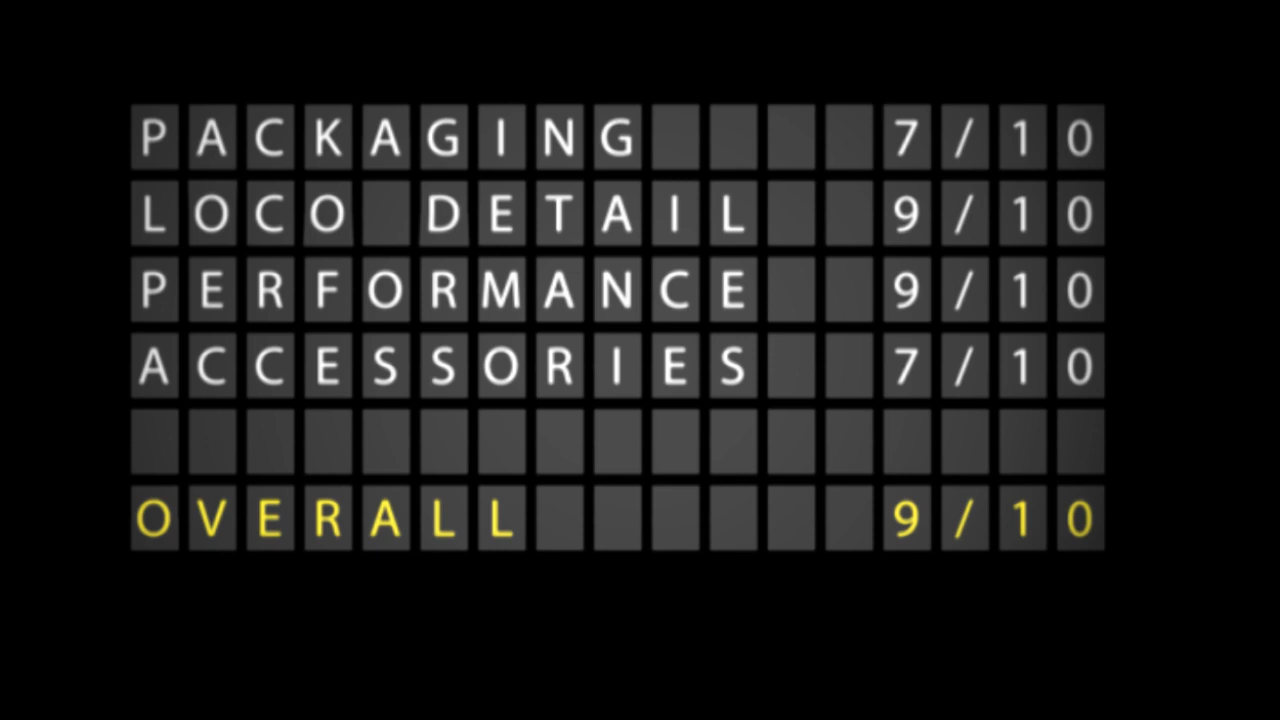 PACKAGING 7/10
LOCO DETAIL 9/10
PERFORMANCE 9/10
ACCESSORIES 7/10
OVERALL 9/10